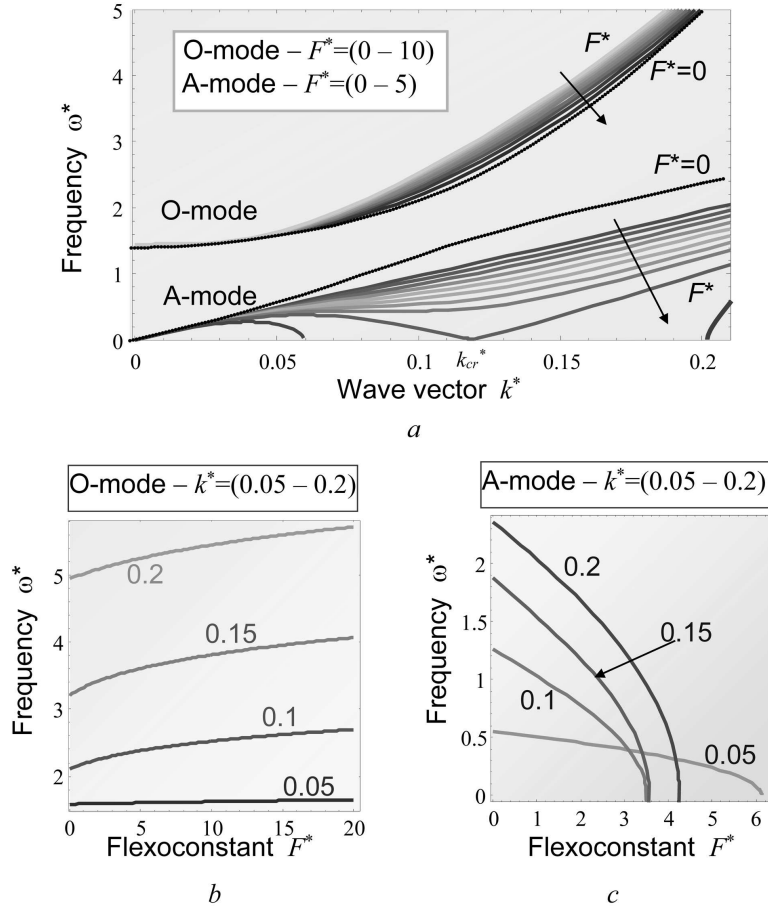 5
4
3
2
1
0
Frequency ω*
O-mode – F*=(0 – 10)
A-mode – F*=(0 – 5)
F*
F*=0
F*=0
O-mode
A-mode
F*
0
0.05
0.1
k_cr*
0.15
0.2
Wave vector k*
a
O-mode – k*=(0.05 – 0.2)
5
4
3
2
Frequency ω*
0.2
0.15
0.1
0.05
0
5
10
15
20
Flexoconstant F*
b
A-mode – k*=(0.05 – 0.2)
2
1.5
1
0.5
0
Frequency ω*
0.2
0.15
0.1
0.05
0
1
2
3
4
5
6
Flexoconstant F*
c